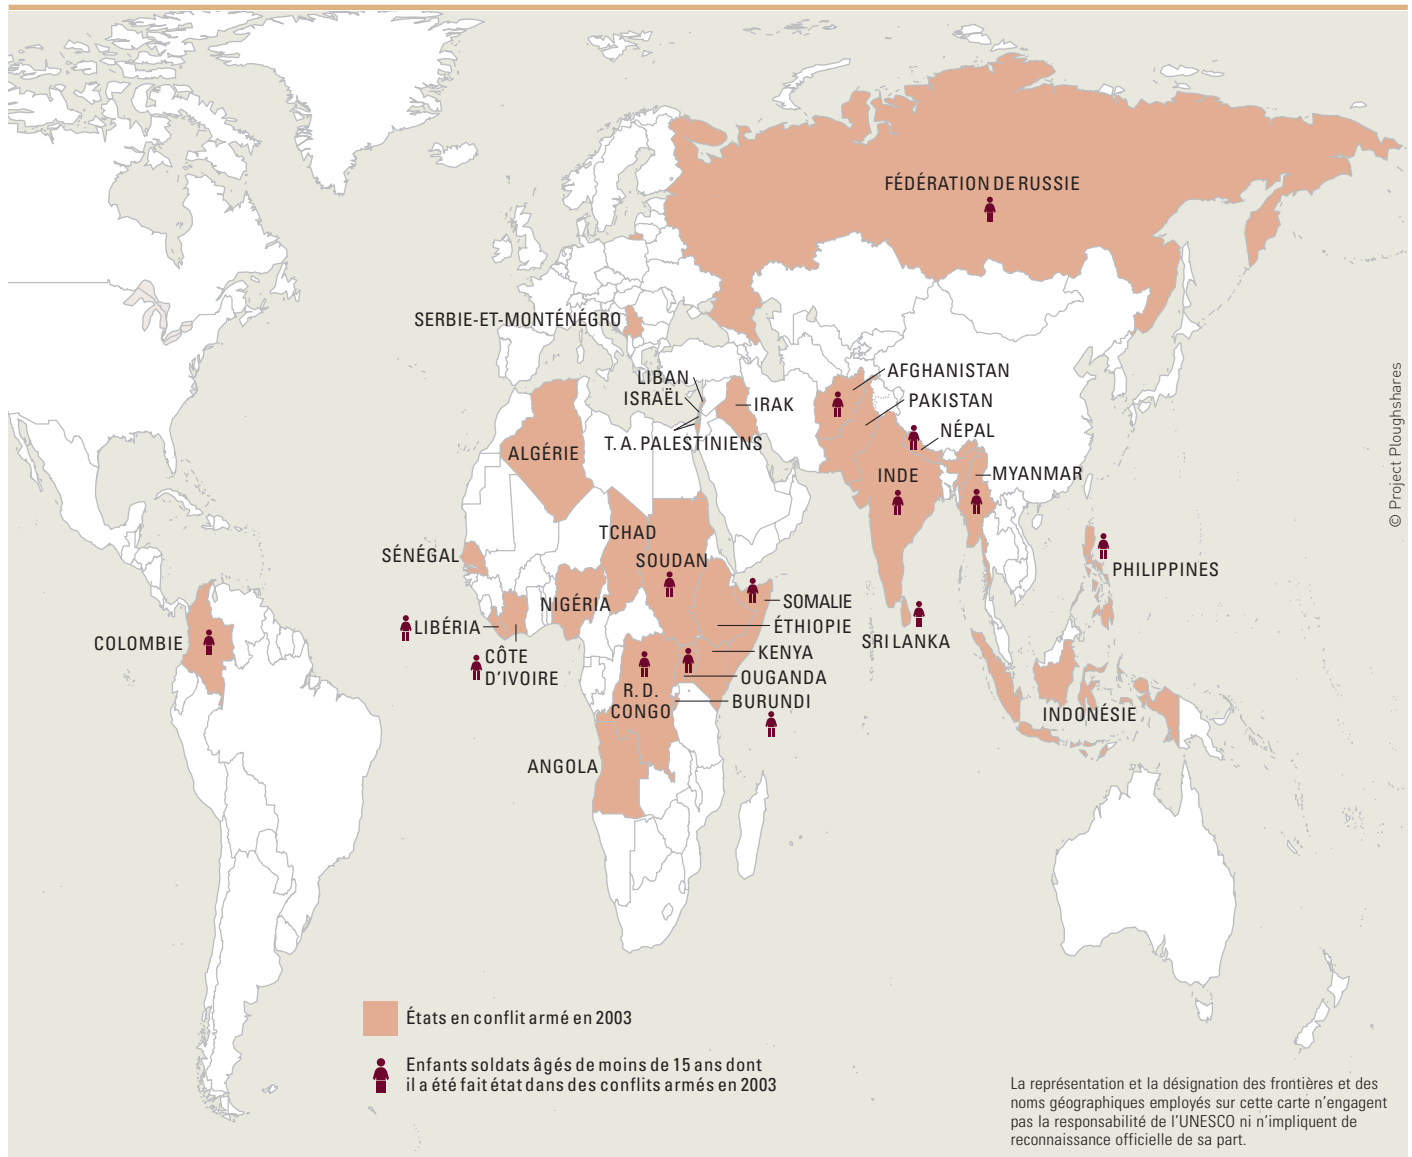 FÉDÉRATION DE RUSSIE
SERBIE-ET-MONTÉNÉGRO
LIBAN
ISRAËL
IRAK
T. A. PALESTINIENS
AFGHANISTAN
PAKISTAN
NÉPAL
INDE
MYANMAR
ALGÉRIE
TCHAD
SOUDAN
SÉNÉGAL
NIGÉRIA
PHILIPPINES
SOMALIE
ÉTHIOPIE
SRI LANKA
LIBÉRIA
COLOMBIE
CÔTE
D'IVOIRE
KENYA
OUGANDA
BURUNDI
R. D.
CONGO
INDONÉSIE
ANGOLA
© Project Ploughshares
États en conflit armé en 2003
Enfants soldats âgés de moins de 15 ans dont
il a été fait état dans des conflits armés en 2003
La représentation et la désignation des frontières et des
noms géographiques employés sur cette carte n'engagent
pas la responsabilité de l'UNESCO ni n'impliquent de
reconnaissance officielle de sa part.